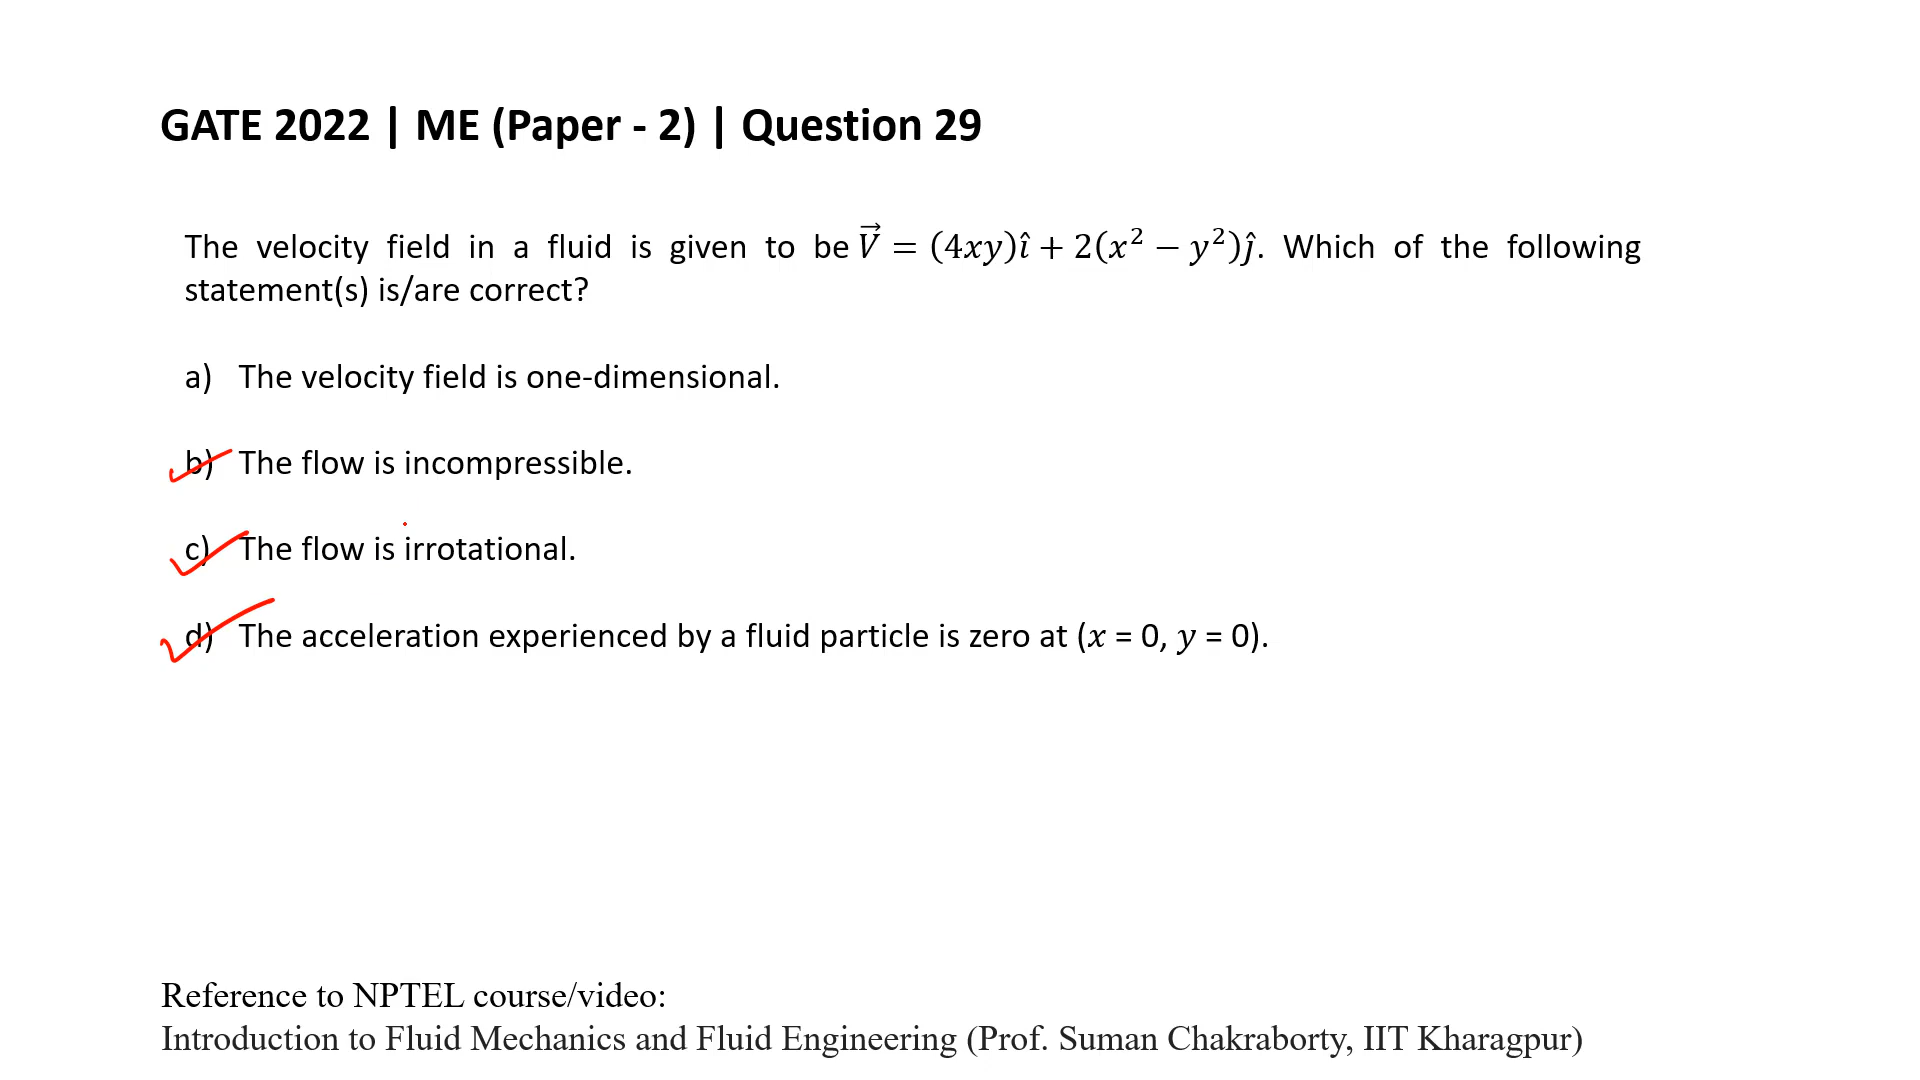 GATE 2022 | ME (Paper - 2) | Question 29
The velocity field in a fluid is given to be V⃗ = (4xy)î + 2(x² − y²)ĵ. Which of the following
statement(s) is/are correct?
a) The velocity field is one-dimensional.
b) The flow is incompressible.
c) The flow is irrotational.
d) The acceleration experienced by a fluid particle is zero at (x = 0, y = 0).
Reference to NPTEL course/video:
Introduction to Fluid Mechanics and Fluid Engineering (Prof. Suman Chakraborty, IIT Kharagpur)